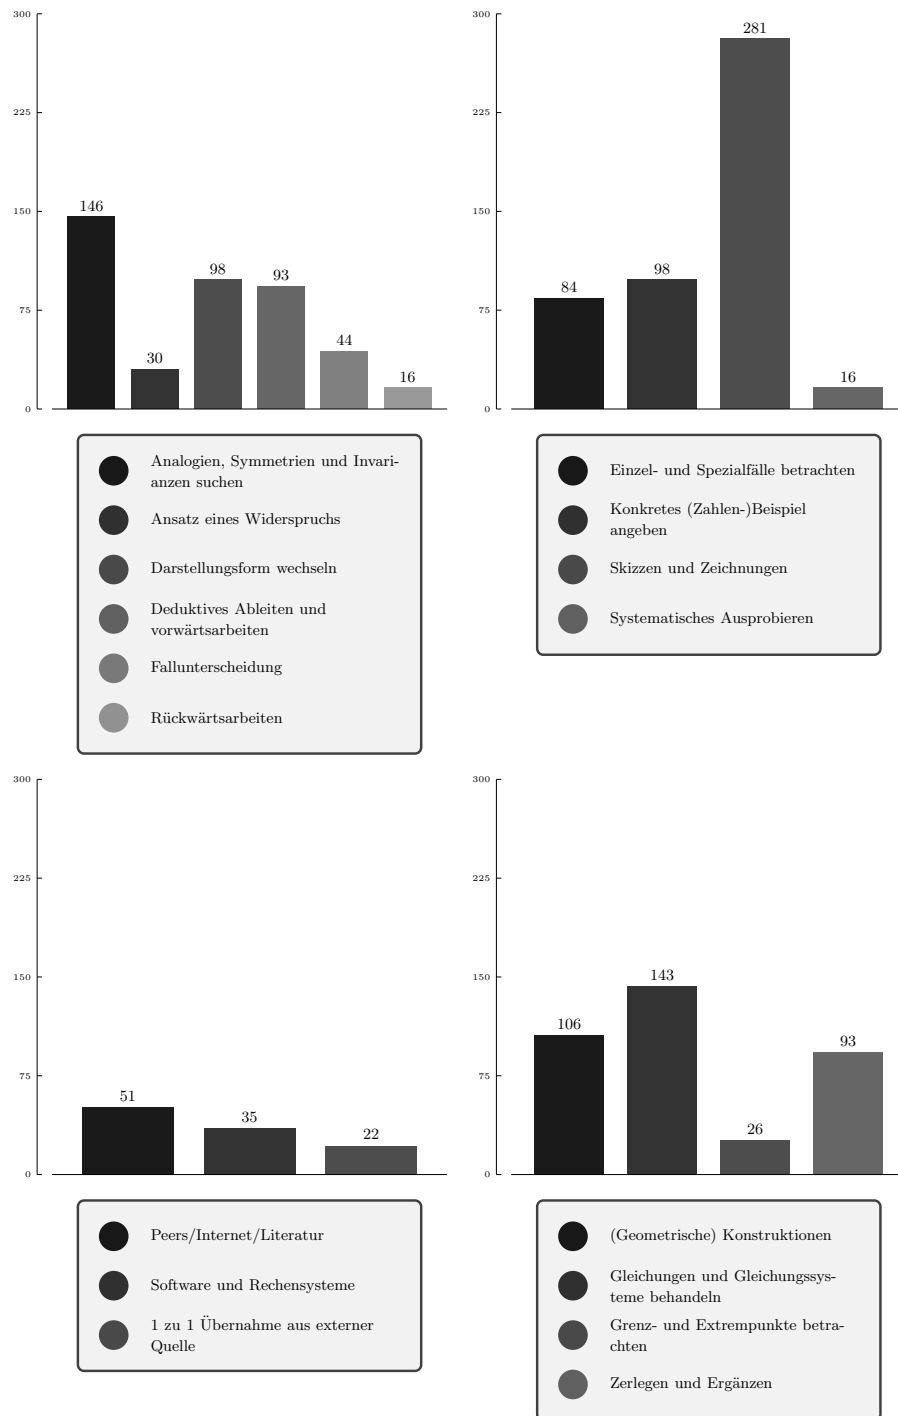 300
225
150
75
0
146
30
98
93
44
16
Analogien, Symmetrien und Invari-
anzen suchen
Ansatz eines Widerspruchs
Darstellungsform wechseln
Deduktives Ableiten und
vorwärtsarbeiten
Fallunterscheidung
Rückwärtsarbeiten
300
225
150
75
0
84
98
281
16
Einzel- und Spezialfälle betrachten
Konkretes (Zahlen-)Beispiel
angeben
Skizzen und Zeichnungen
Systematisches Ausprobieren
300
225
150
75
0
51
35
22
Peers/Internet/Literatur
Software und Rechensysteme
1 zu 1 Übernahme aus externer
Quelle
300
225
150
75
0
106
143
26
93
(Geometrische) Konstruktionen
Gleichungen und Gleichungssys-
teme behandeln
Grenz- und Extrempunkte betra-
chten
Zerlegen und Ergänzen